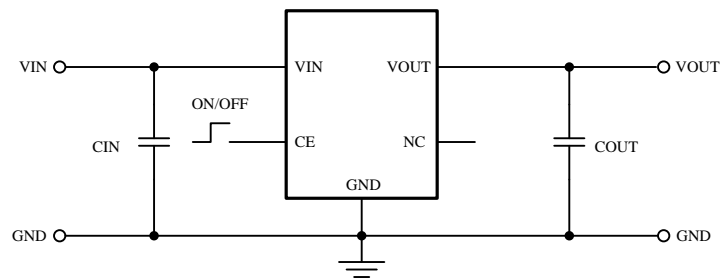 VIN
VIN
VOUT
VOUT
ON/OFF
CIN
CE
NC
COUT
GND
GND
GND